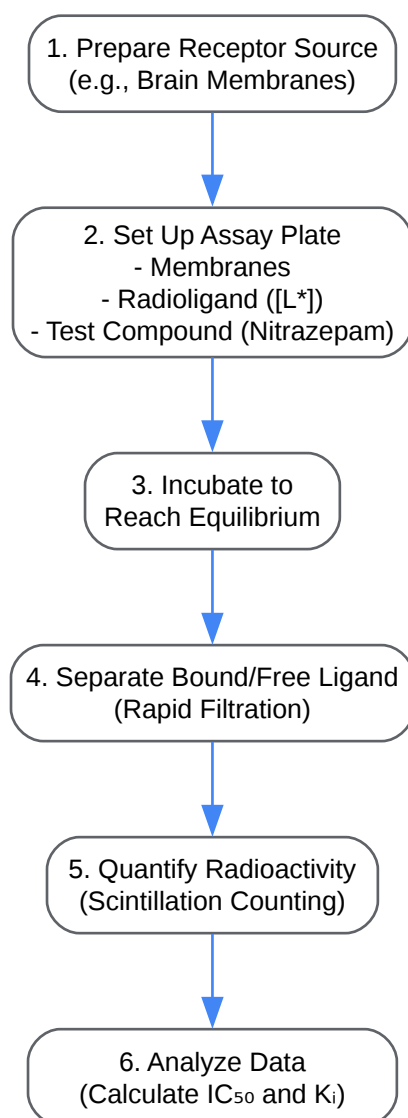 1. Prepare Receptor Source
(e.g., Brain Membranes)
2. Set Up Assay Plate
- Membranes
- Radioligand ([L*])
- Test Compound (Nitrazepam)
3. Incubate to
Reach Equilibrium
4. Separate Bound/Free Ligand
(Rapid Filtration)
5. Quantify Radioactivity
(Scintillation Counting)
6. Analyze Data
(Calculate IC₅₀ and Kᵢ)